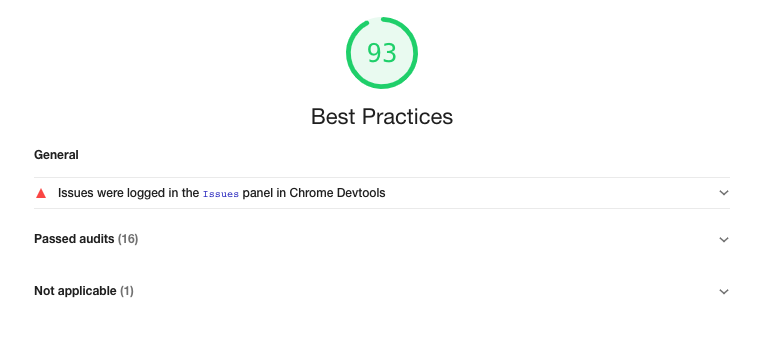 93
Best Practices
General
Issues were logged in the Issues panel in Chrome Devtools
Passed audits (16)
Not applicable (1)